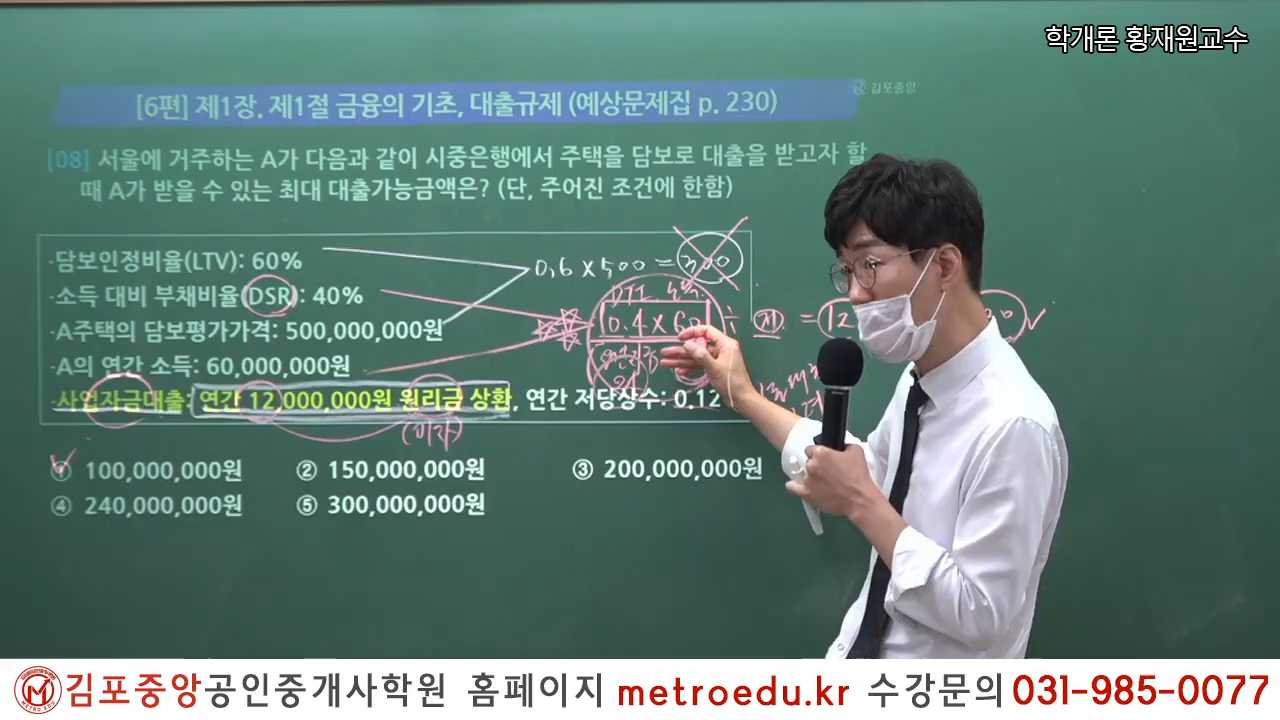 학개론 황재원교수
김포중앙
[6편] 제1장. 제1절 금융의 기초, 대출규제 (예상문제집 p. 230)
[08] 서울에 거주하는 A가 다음과 같이 시중은행에서 주택을 담보로 대출을 받고자 할
때 A가 받을 수 있는 최대 대출가능금액은? (단, 주어진 조건에 한함)
·담보인정비율(LTV): 60%
0.6 × 500 = 300
·소득 대비 부채비율(DSR): 40%
DTI
·A주택의 담보평가가격: 500,000,000원
0.4 × 60 ÷ 저 =
·A의 연간 소득: 60,000,000원
·사업자금대출: 연간 12,000,000원 원리금 상환, 연간 저당상수: 0.12
24
(이자)
① 100,000,000원 ② 150,000,000원 ③ 200,000,000원
④ 240,000,000원 ⑤ 300,000,000원
METRO EDU
김포중앙공인중개사학원 홈페이지 metroedu.kr 수강문의 031-985-0077